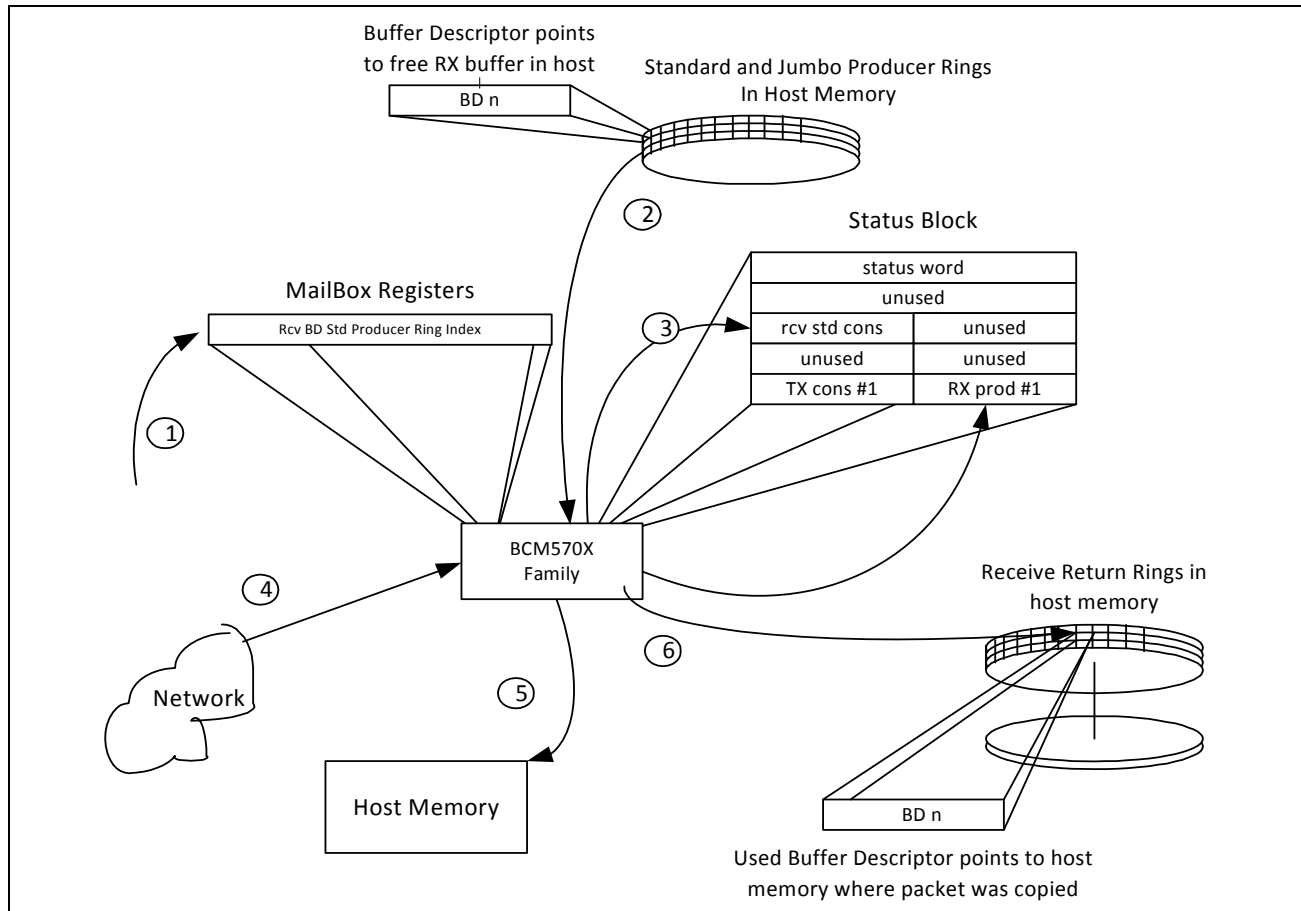 Buffer Descriptor points
to free RX buffer in host
BD n
Standard and Jumbo Producer Rings
In Host Memory
2
Status Block
status word
unused
rcv std cons
unused
unused
unused
TX cons #1
RX prod #1
MailBox Registers
Rcv BD Std Producer Ring Index
3
1
BCM570X
Family
4
Network
5
6
Host Memory
Receive Return Rings in
host memory
BD n
Used Buffer Descriptor points to host
memory where packet was copied